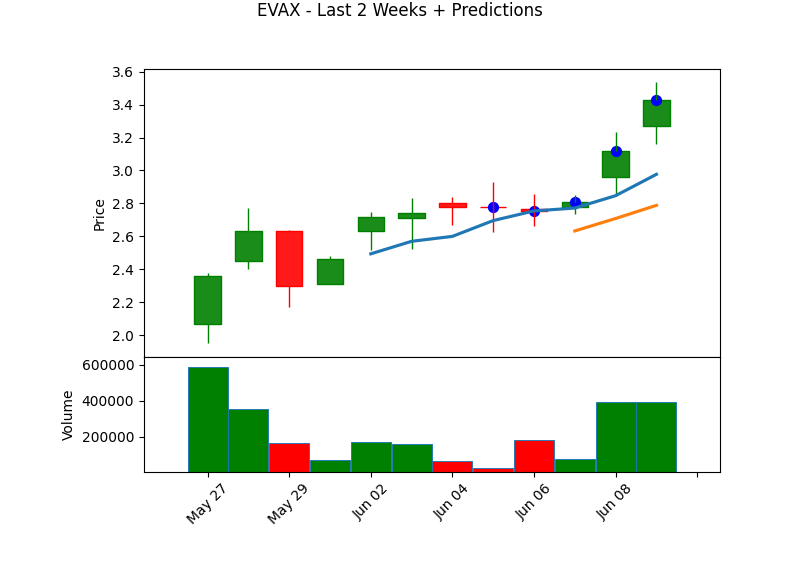 EVAX - Last 2 Weeks + Predictions
3.6
3.4
3.2
3.0
2.8
2.6
2.4
2.2
2.0
Price
600000
400000
200000
Volume
May 27
May 29
Jun 02
Jun 04
Jun 06
Jun 08